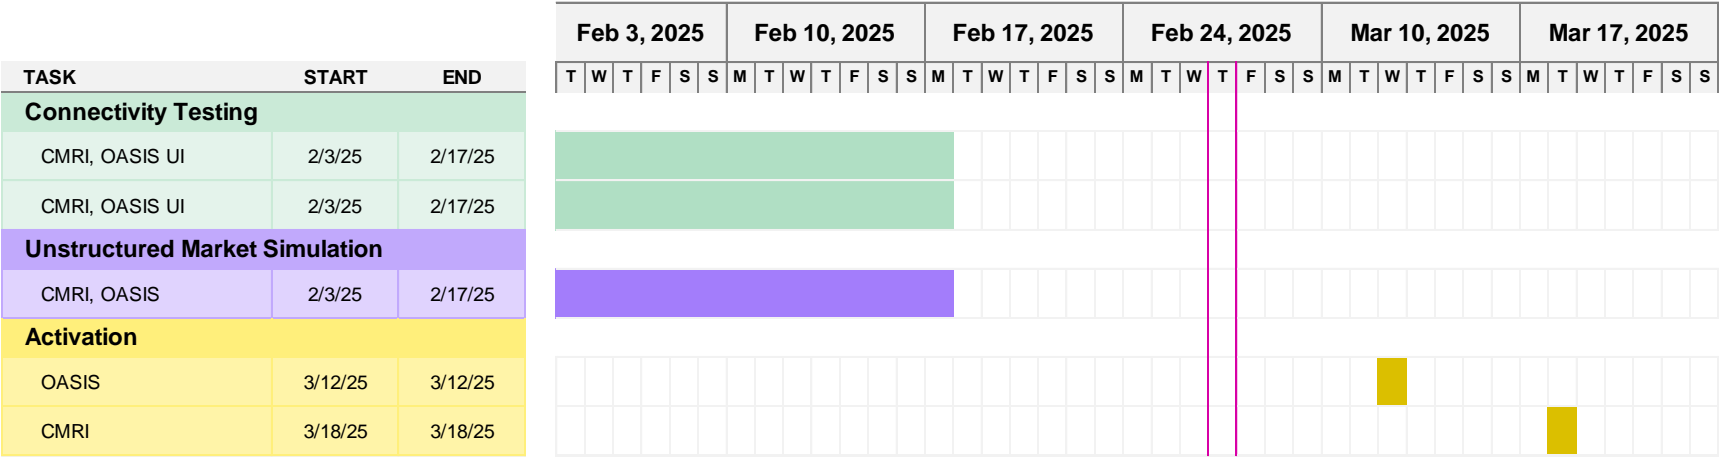 Feb 3, 2025 Feb 10, 2025 Feb 17, 2025 Feb 24, 2025 Mar 10, 2025 Mar 17, 2025
TASK START END T W T F S S M T W T F S S M T W T F S S M T W T F S S M T W T F S S M T W T F S S
Connectivity Testing
CMRI, OASIS UI 2/3/25 2/17/25
CMRI, OASIS UI 2/3/25 2/17/25
Unstructured Market Simulation
CMRI, OASIS 2/3/25 2/17/25
Activation
OASIS 3/12/25 3/12/25
CMRI 3/18/25 3/18/25